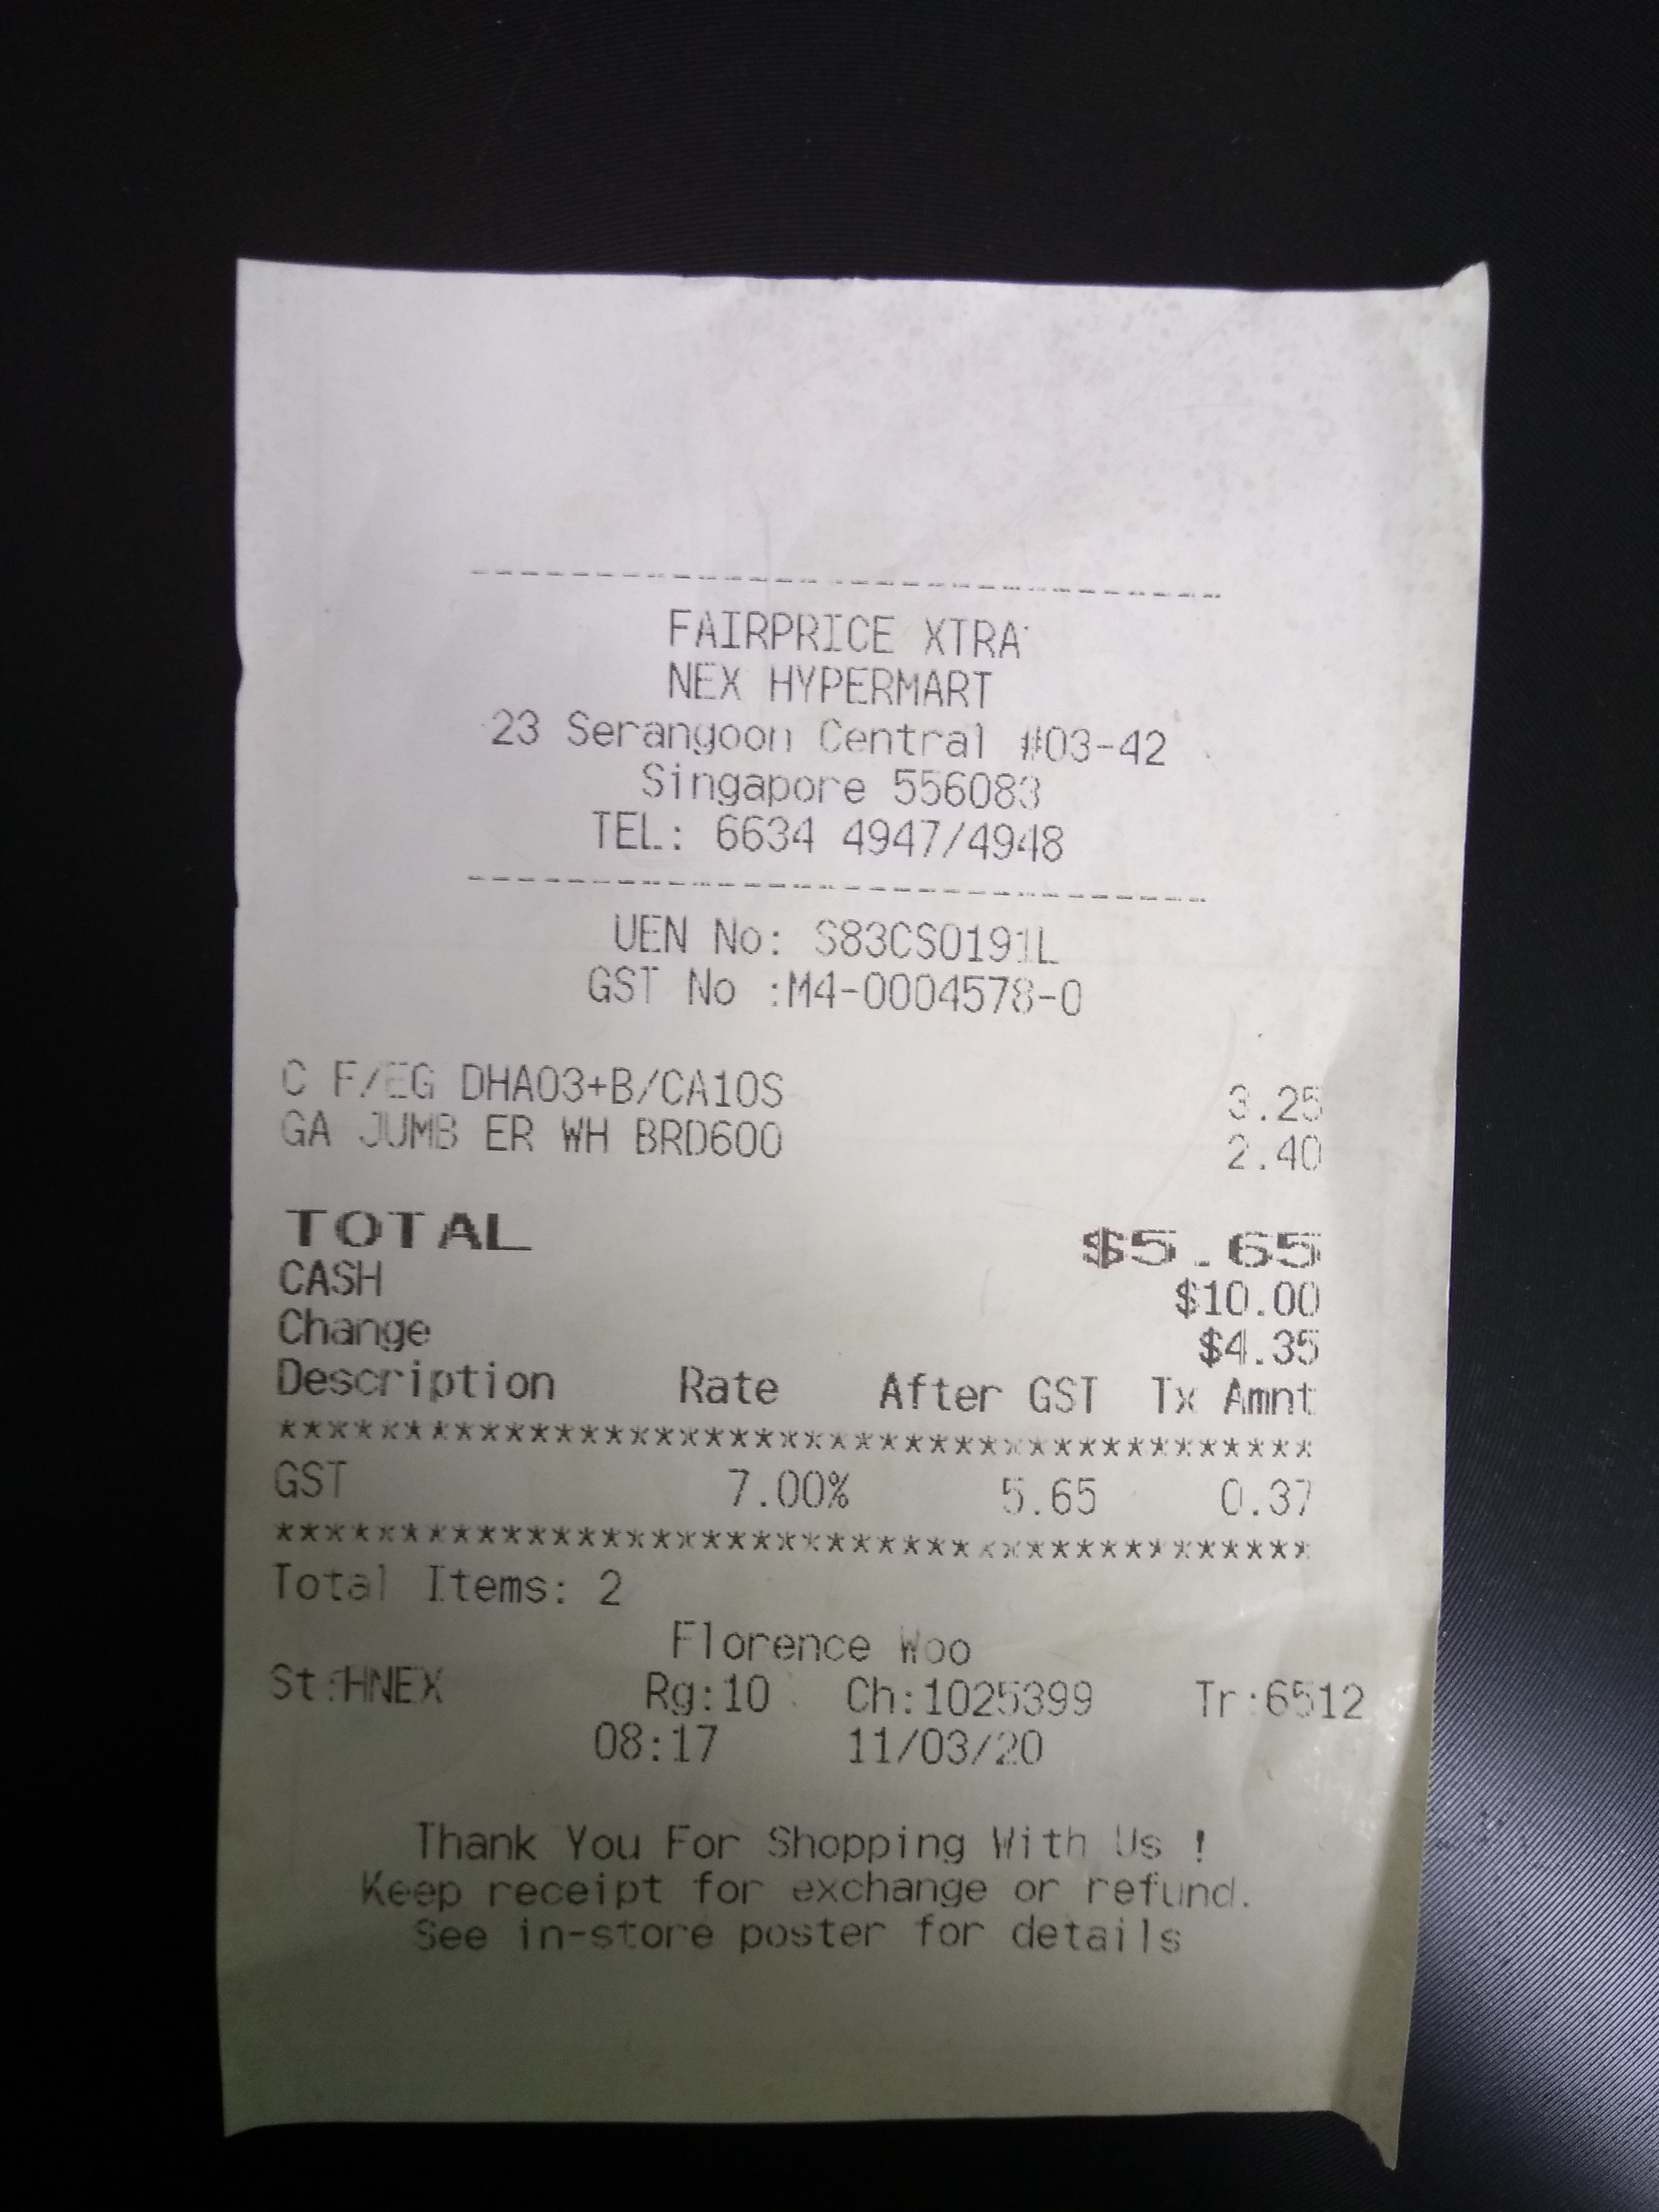 ------------------------------
FAIRPRICE XTRA
NEX HYPERMART
23 Serangoon Central #03-42
Singapore 556083
TEL: 6634 4947/4948
------------------------------
UEN No: S83CS0191L
GST No :M4-0004578-0
C F/EG DHA03+B/CA10S 3.25
GA JUMB ER WH BRD600 2.40
TOTAL $5.65
CASH $10.00
Change $4.35
Description Rate After GST Tx Amnt
******************************************
GST 7.00% 5.65 0.37
******************************************
Total Items: 2
Florence Woo
St:HNEX Rg:10 Ch:1025399 Tr:6512
08:17 11/03/20
Thank You For Shopping With Us !
Keep receipt for exchange or refund.
See in-store poster for details